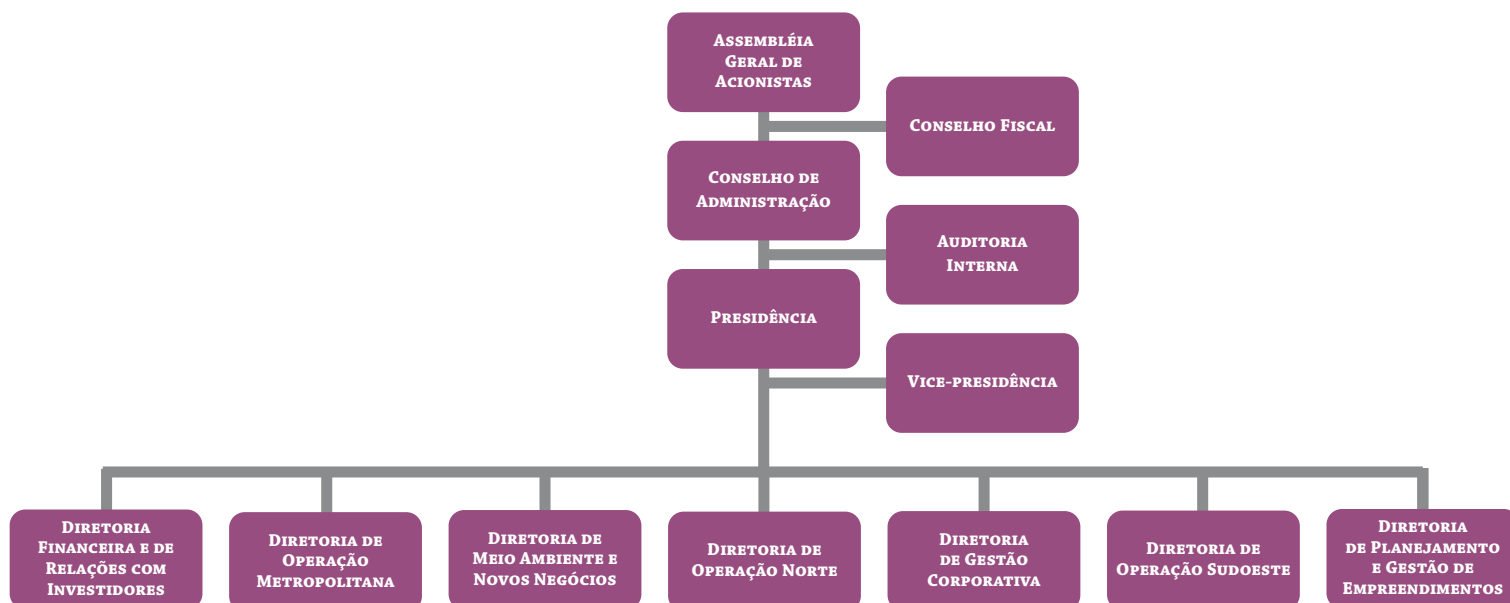 Assembléia
Geral de
Acionistas
Conselho Fiscal
Conselho de
Administração
Auditoria
Interna
Presidência
Vice-presidência
Diretoria
Financeira e de
Relações com
Investidores
Diretoria de
Operação
Metropolitana
Diretoria de
Meio Ambiente e
Novos Negócios
Diretoria de
Operação Norte
Diretoria
de Gestão
Corporativa
Diretoria de
Operação Sudoeste
Diretoria
de Planejamento
e Gestão de
Empreendimentos